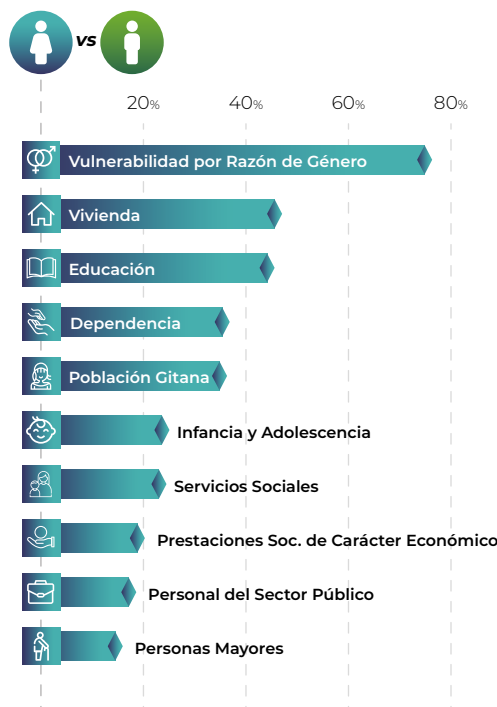 vs
20% 40% 60% 80%
Vulnerabilidad por Razón de Género
Vivienda
Educación
Dependencia
Población Gitana
Infancia y Adolescencia
Servicios Sociales
Prestaciones Soc. de Carácter Económico
Personal del Sector Público
Personas Mayores